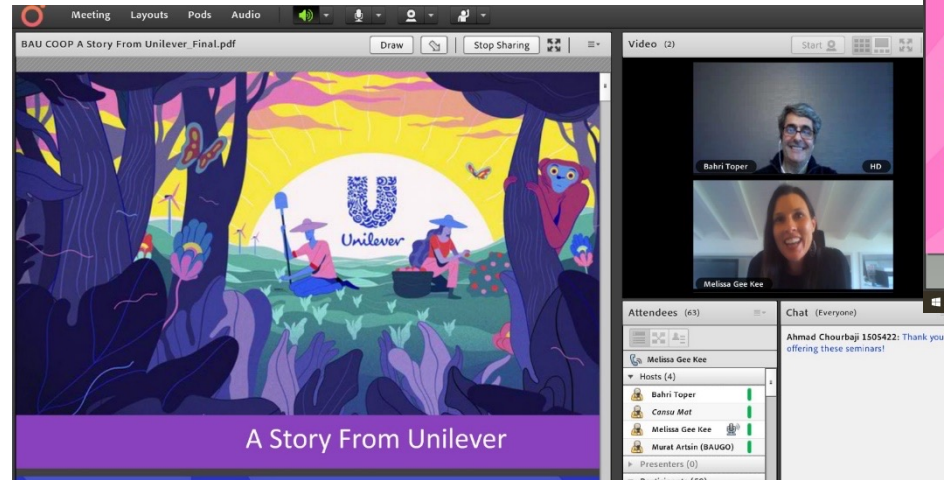 Meeting Layouts Pods Audio
BAU COOP A Story From Unilever_Final.pdf
Draw
Stop Sharing
Unilever
A Story From Unilever
Video (2)
Start
Bahri Toper
HD
Melissa Gee Kee
Attendees (63)
Melissa Gee Kee
Hosts (4)
Bahri Toper
Cansu Mat
Melissa Gee Kee
Murat Artsin (BAUGO)
Presenters (0)
Chat (Everyone)
Ahmad Chourbaji 1505422: Thank you
offering these seminars!